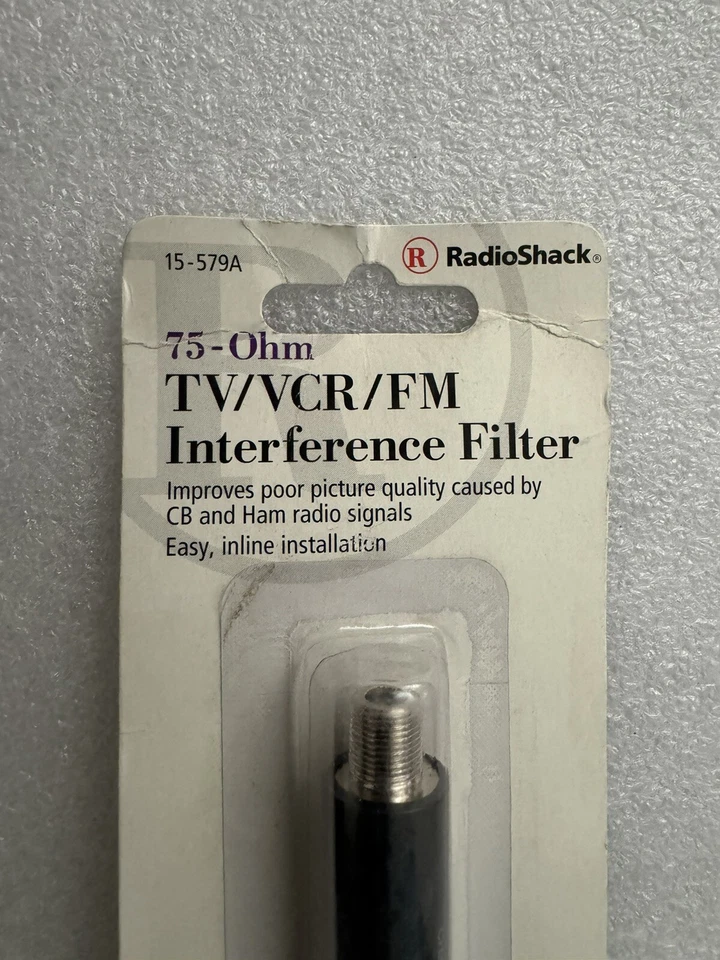 15-579A
R RadioShack®
75-Ohm
TV/VCR/FM
Interference Filter
Improves poor picture quality caused by
CB and Ham radio signals
Easy, inline installation